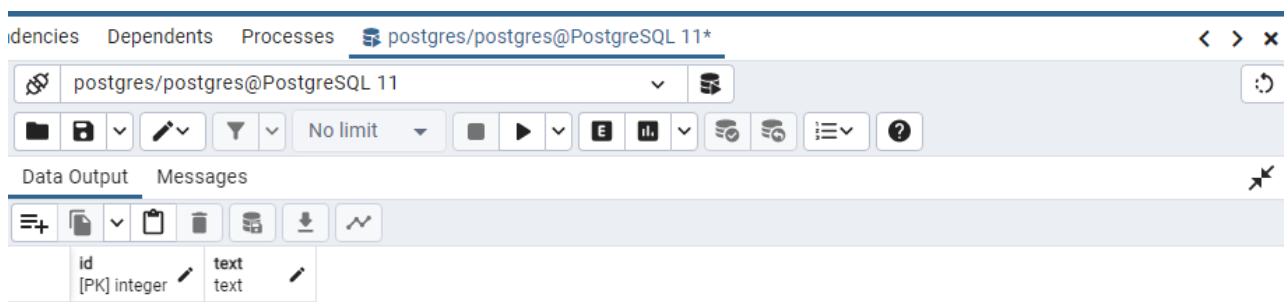 dencies Dependents Processes postgres/postgres@PostgreSQL 11*
postgres/postgres@PostgreSQL 11
No limit E
Data Output Messages
id text
[PK] integer text